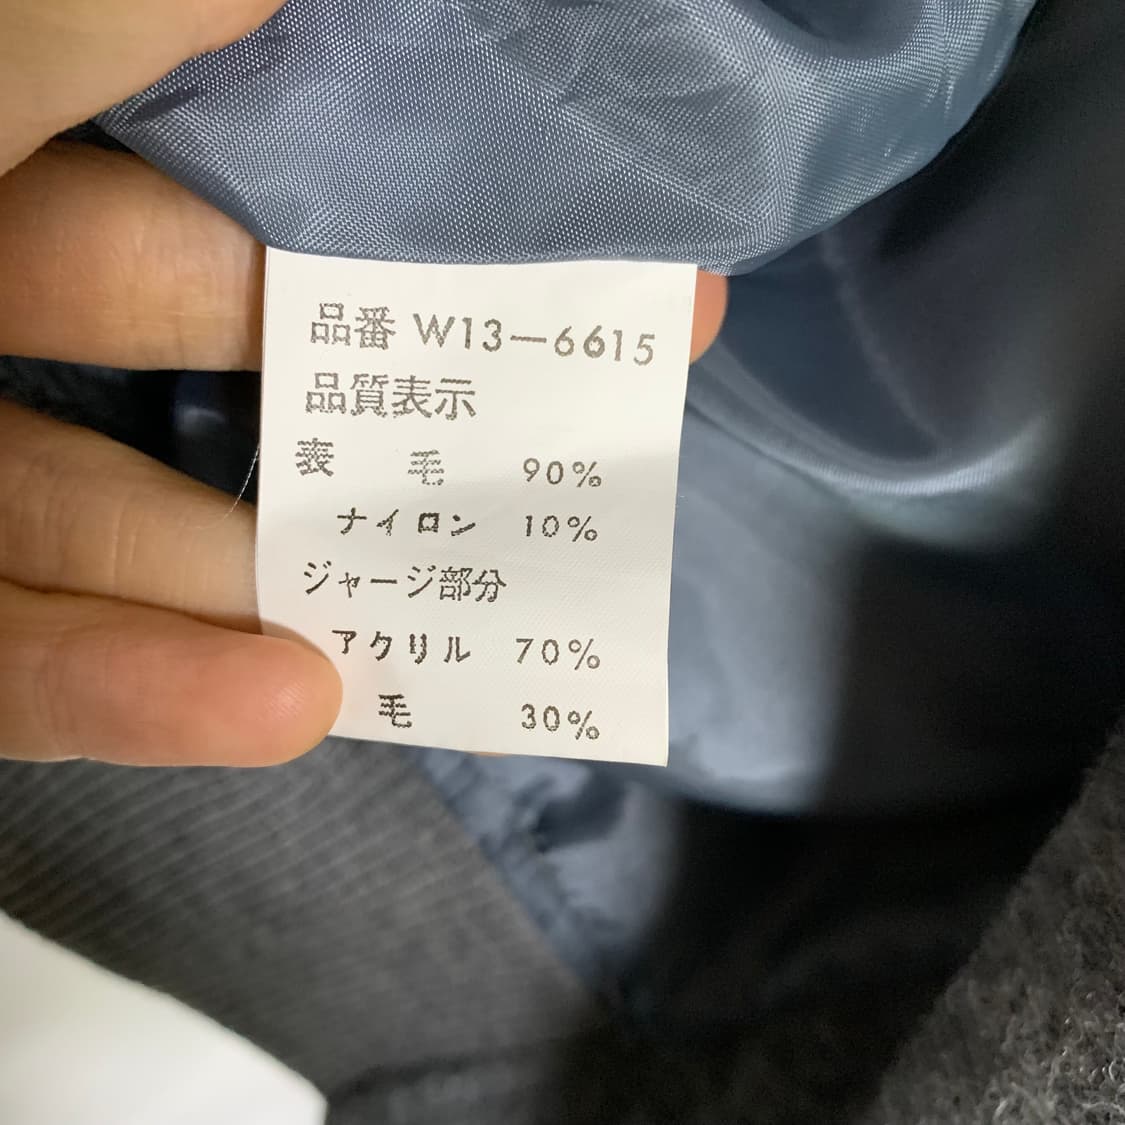 品番 W13-6615
品質表示
表 毛 90%
ナイロン 10%
ジャージ部分
アクリル 70%
毛 30%